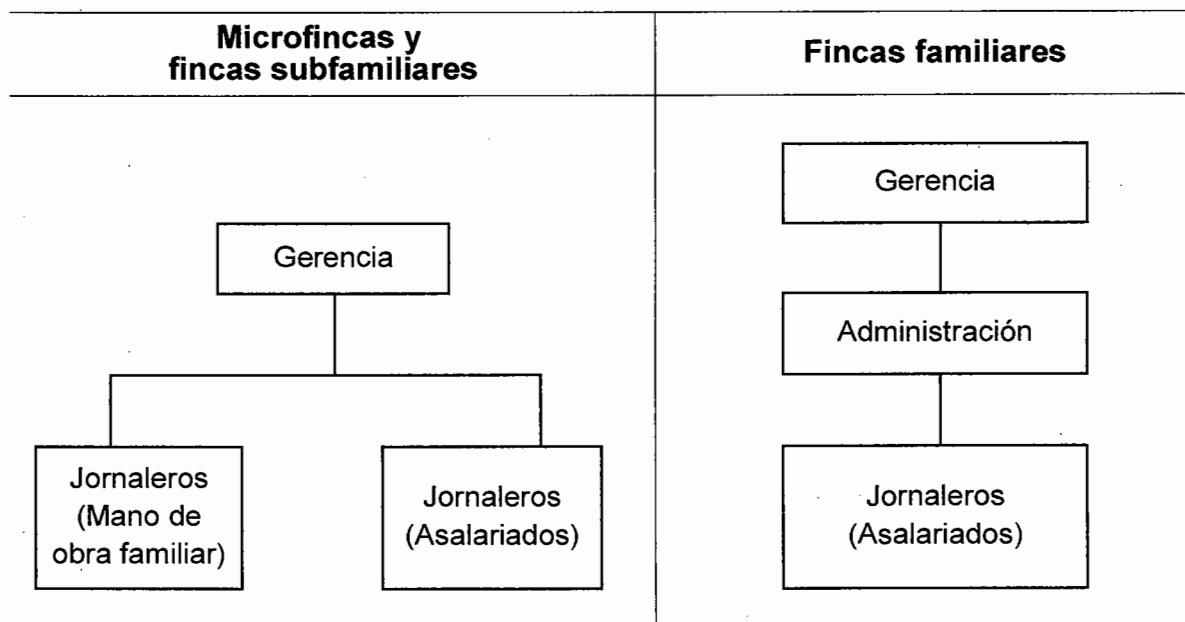 Microfincas y
fincas subfamiliares
Fincas familiares
Gerencia
Jornaleros
(Mano de
obra familiar)
Jornaleros
(Asalariados)
Gerencia
Administración
Jornaleros
(Asalariados)